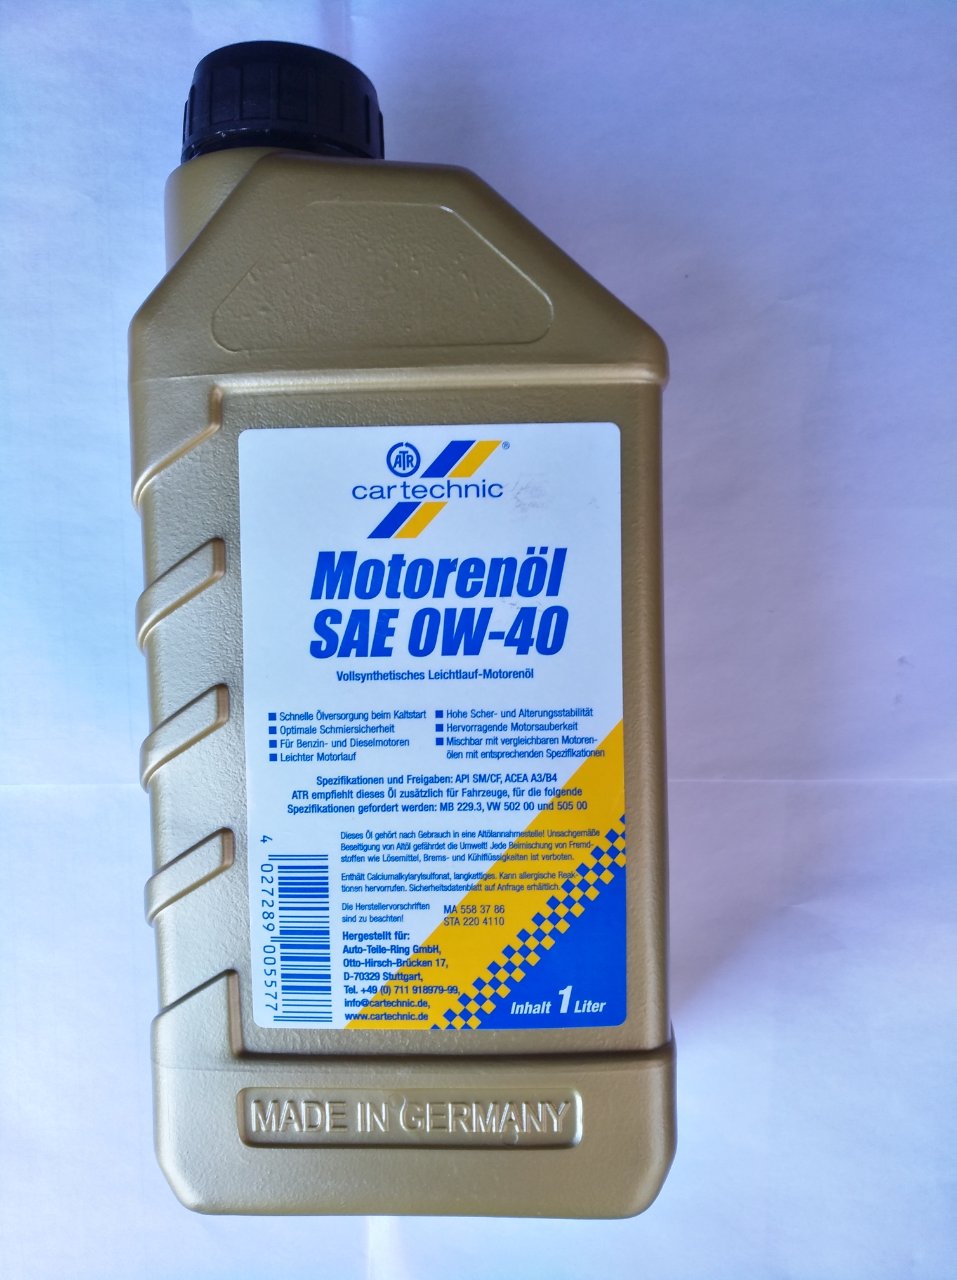 ATR
®
cartechnic
Motorenöl
SAE 0W-40
Vollsynthetisches Leichtlauf-Motorenöl
Schnelle Ölversorgung beim Kaltstart
Optimale Schmiersicherheit
Für Benzin- und Dieselmotoren
Leichter Motorlauf
Hohe Scher- und Alterungsstabilität
Hervorragende Motorsauberkeit
Mischbar mit vergleichbaren Motoren-
ölen mit entsprechenden Spezifikationen
Spezifikationen und Freigaben: API SM/CF, ACEA A3/B4
ATR empfiehlt dieses Öl zusätzlich für Fahrzeuge, für die folgende
Spezifikationen gefordert werden: MB 229.3, VW 502 00 und 505 00
Dieses Öl gehört nach Gebrauch in eine Altölannahmestelle! Unsachgemäße
Beseitigung von Altöl gefährdet die Umwelt! Jede Beimischung von Fremd-
stoffen wie Lösemittel, Brems- und Kühlflüssigkeiten ist verboten.
Enthält Calciumalkylarylsulfonat, langkettiges. Kann allergische Reak-
tionen hervorrufen. Sicherheitsdatenblatt auf Anfrage erhältlich.
Die Herstellervorschriften
sind zu beachten!
MA 558 37 86
STA 220 4110
Hergestellt für:
Auto-Teile-Ring GmbH,
Otto-Hirsch-Brücken 17,
D-70329 Stuttgart,
Tel. +49 (0) 711 918979-99,
info@cartechnic.de,
www.cartechnic.de
4 027289 005577
Inhalt 1 Liter
MADE IN GERMANY